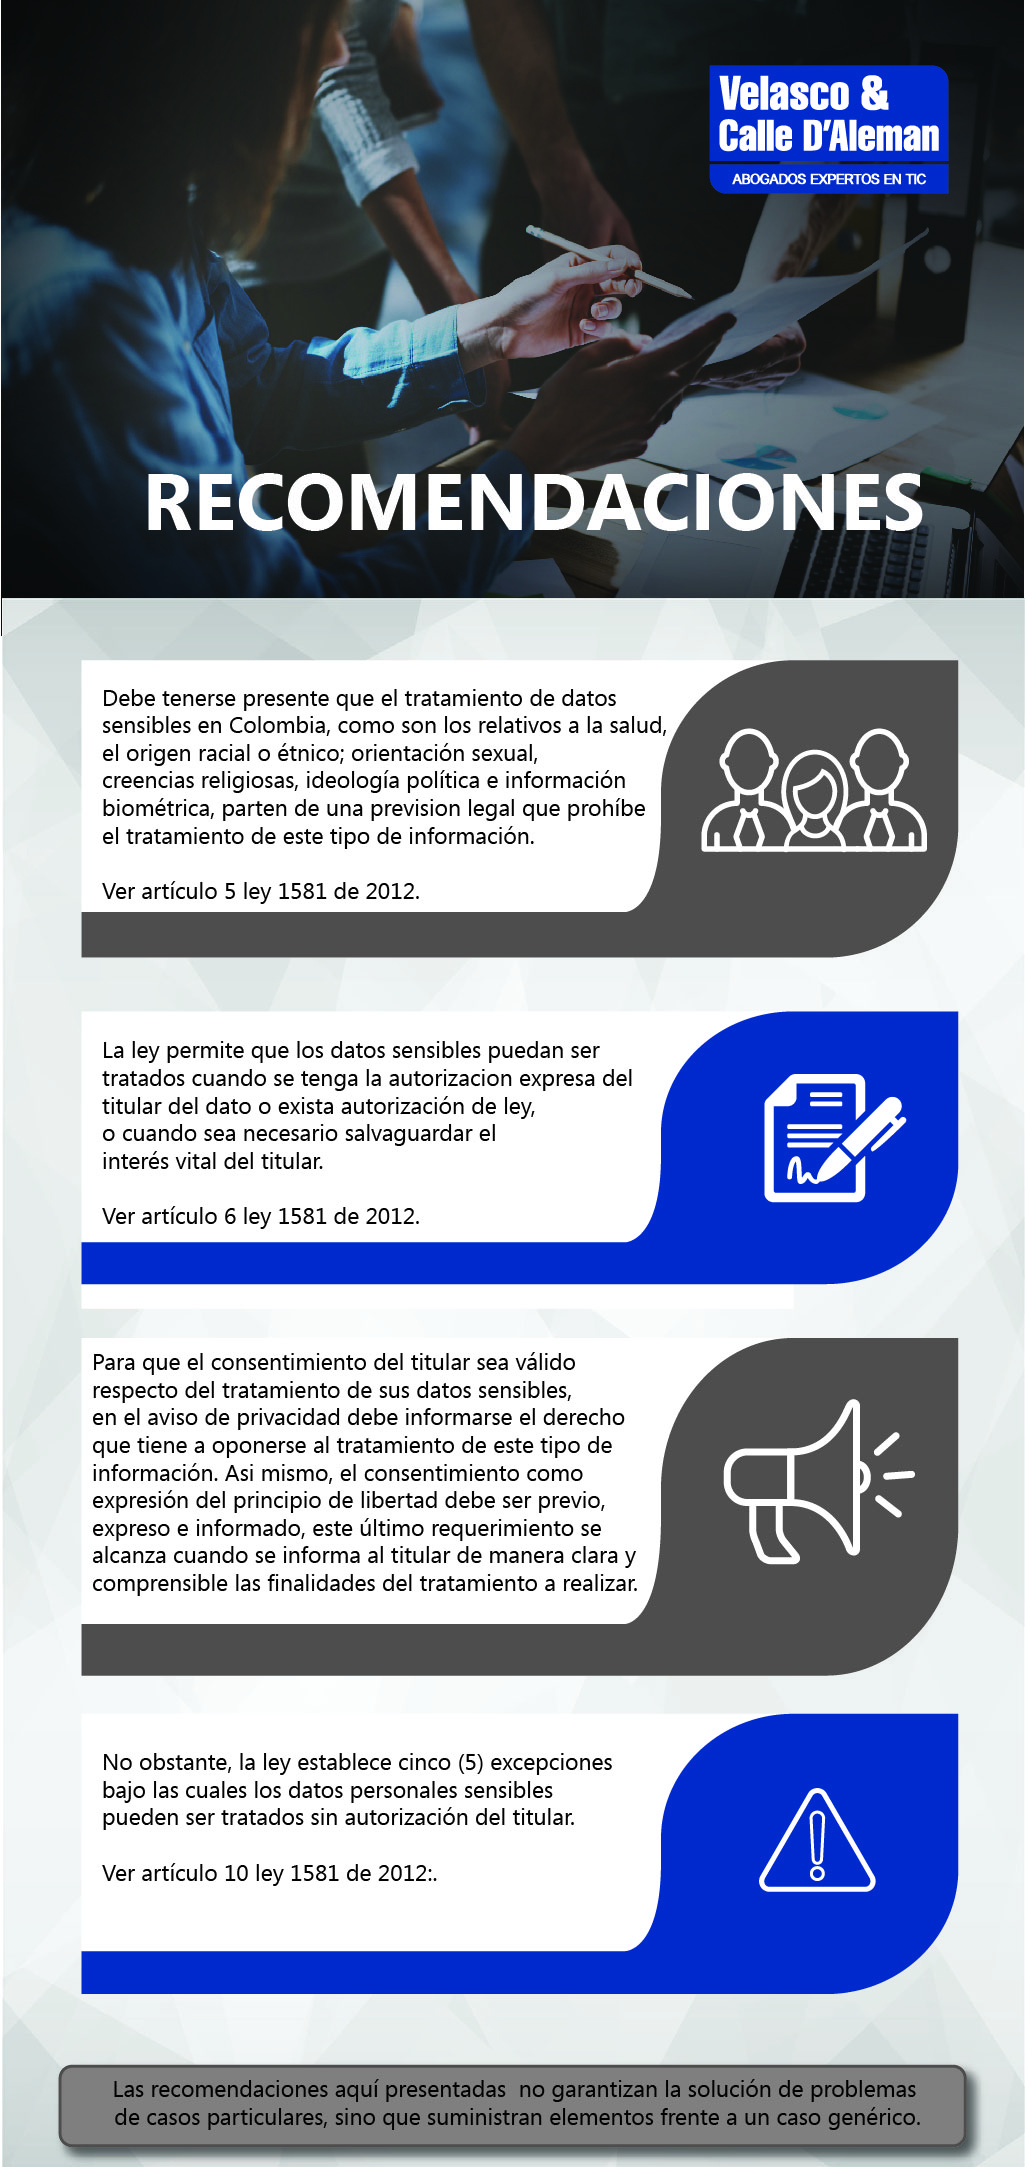 Velasco &
Calle D'Aleman
ABOGADOS EXPERTOS EN TIC
RECOMENDACIONES
Debe tenerse presente que el tratamiento de datos
sensibles en Colombia, como son los relativos a la salud,
el origen racial o étnico; orientación sexual,
creencias religiosas, ideología política e información
biométrica, parten de una prevision legal que prohíbe
el tratamiento de este tipo de información.
Ver artículo 5 ley 1581 de 2012.
La ley permite que los datos sensibles puedan ser
tratados cuando se tenga la autorizacion expresa del
titular del dato o exista autorización de ley,
o cuando sea necesario salvaguardar el
interés vital del titular.
Ver artículo 6 ley 1581 de 2012.
Para que el consentimiento del titular sea válido
respecto del tratamiento de sus datos sensibles,
en el aviso de privacidad debe informarse el derecho
que tiene a oponerse al tratamiento de este tipo de
información. Asi mismo, el consentimiento como
expresión del principio de libertad debe ser previo,
expreso e informado, este último requerimiento se
alcanza cuando se informa al titular de manera clara y
comprensible las finalidades del tratamiento a realizar.
No obstante, la ley establece cinco (5) excepciones
bajo las cuales los datos personales sensibles
pueden ser tratados sin autorización del titular.
Ver artículo 10 ley 1581 de 2012:.
Las recomendaciones aquí presentadas  no garantizan la solución de problemas
de casos particulares, sino que suministran elementos frente a un caso genérico.